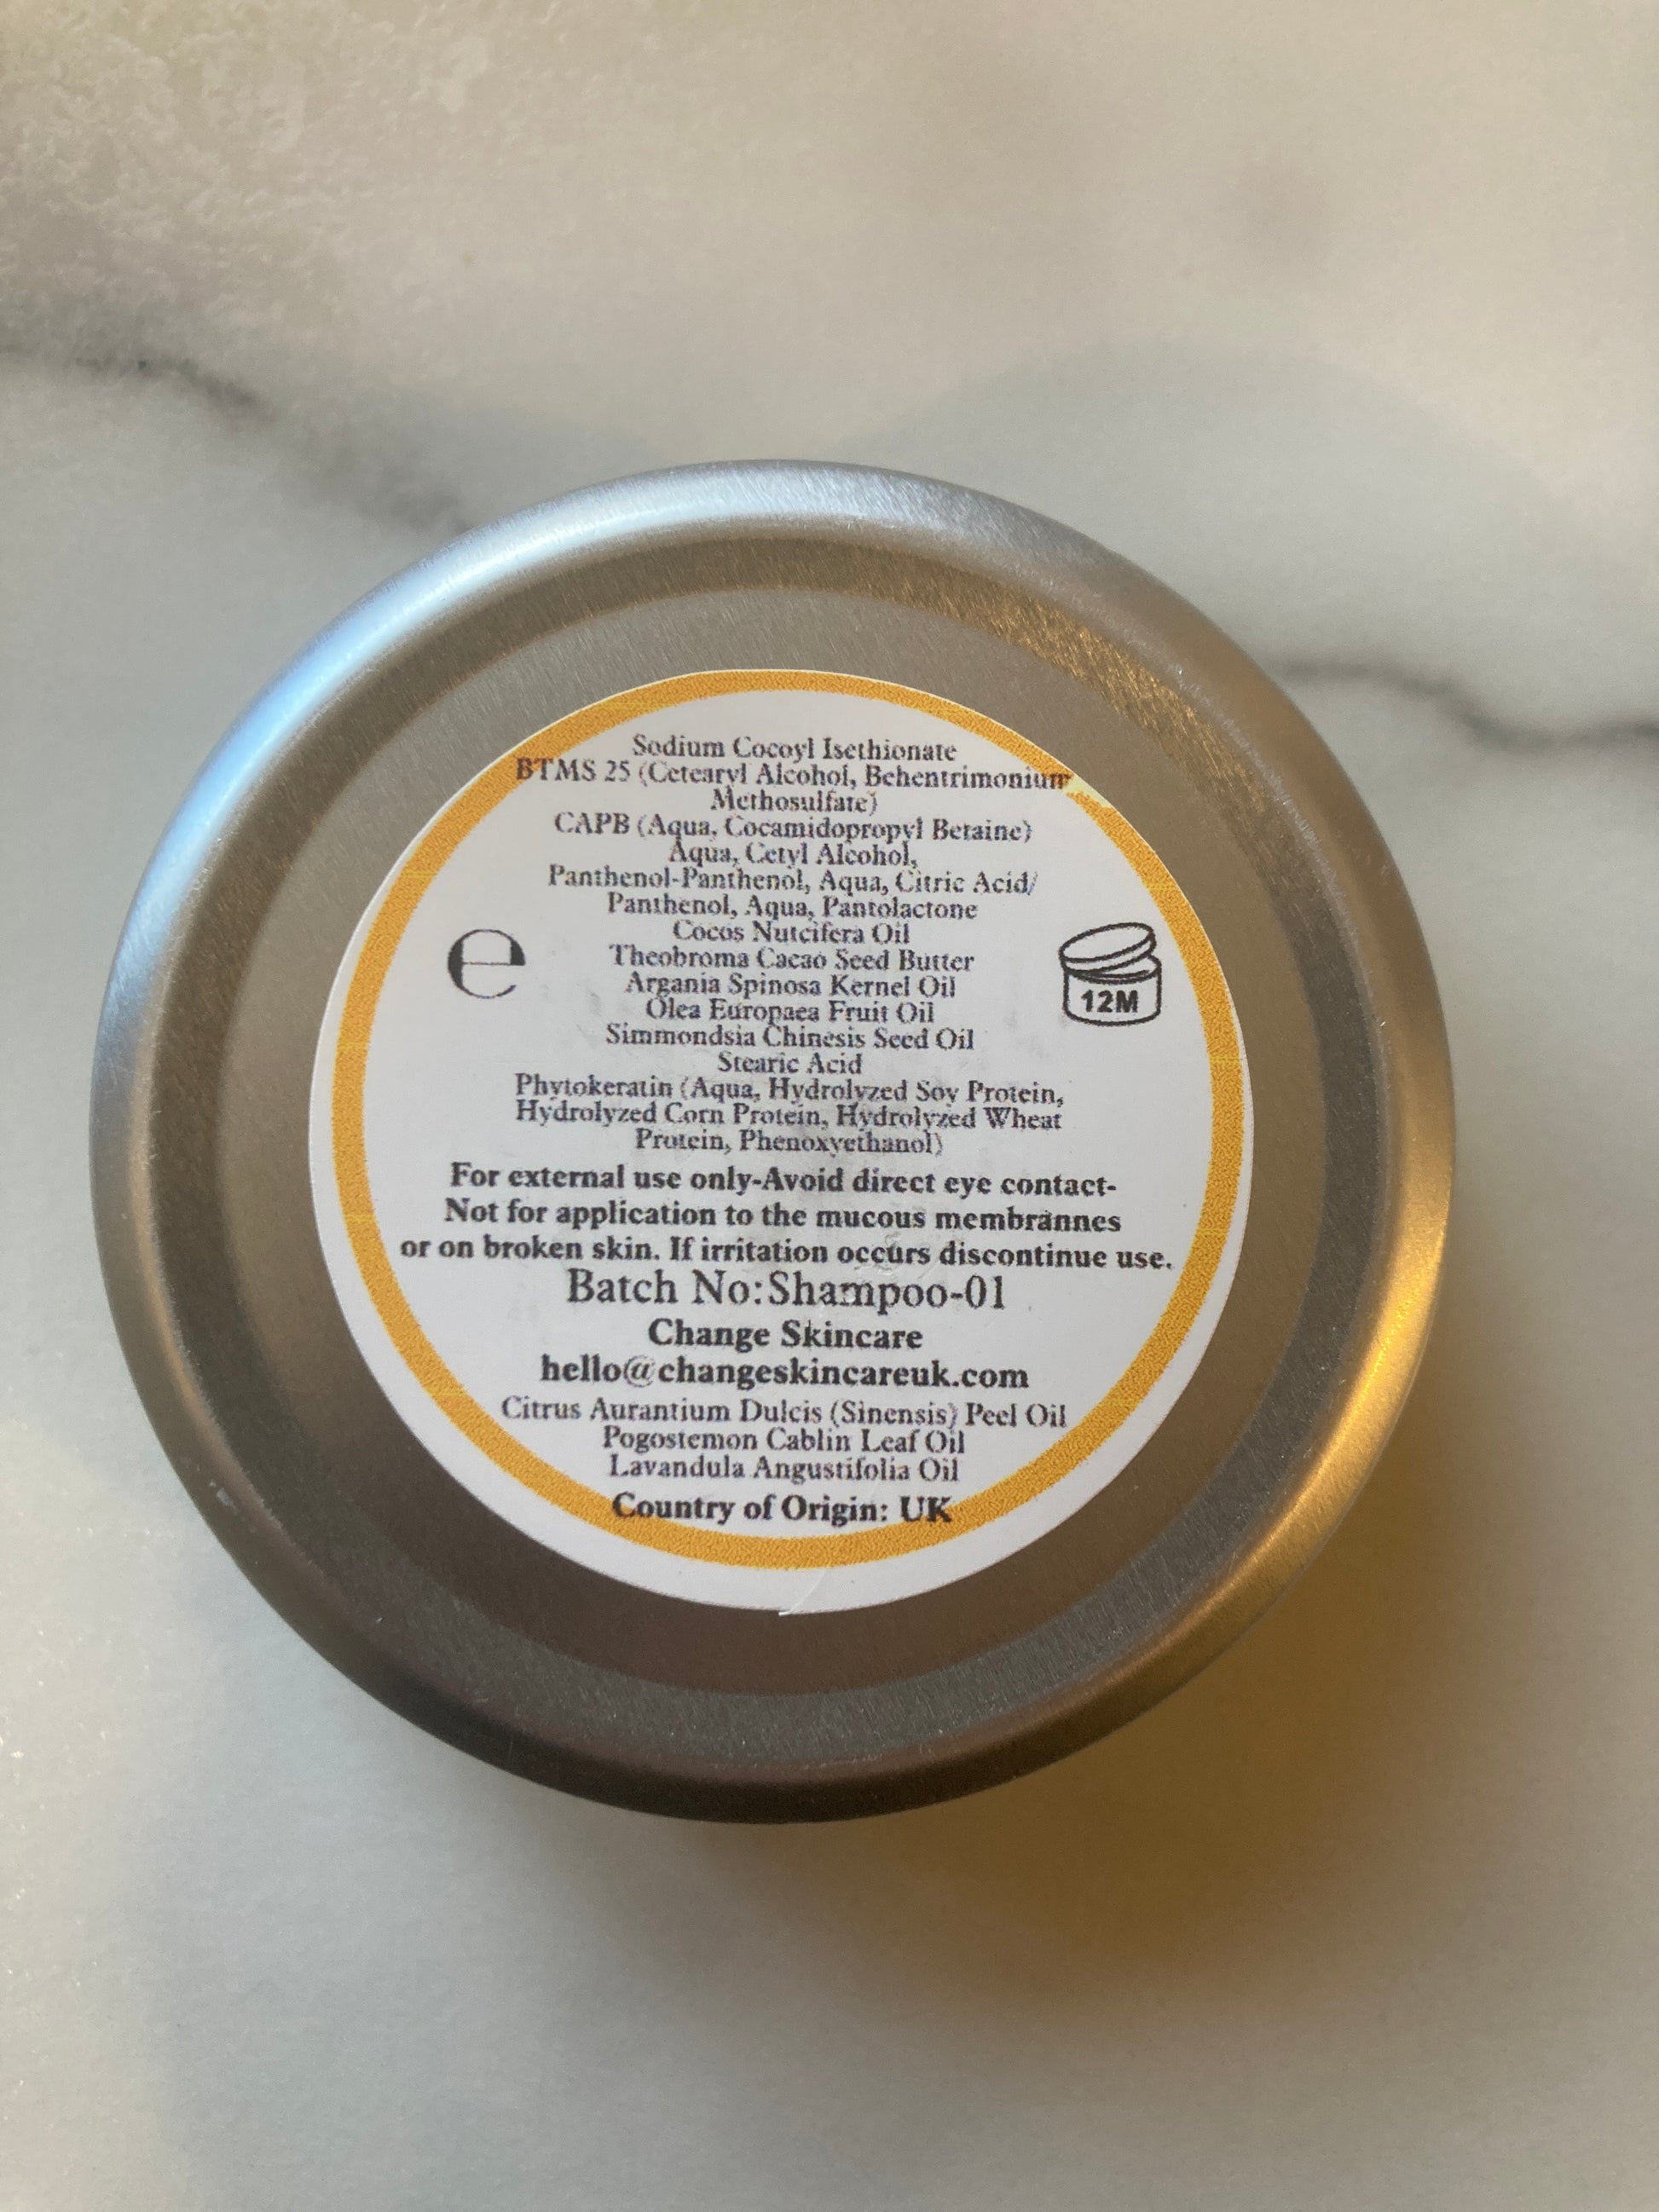 Sodium Cocoyl Isethionate
BTMS 25 (Cetearyl Alcohol, Behentrimonium
Methosulfate)
CAPB (Aqua, Cocamidopropyl Betaine)
Aqua, Cetyl Alcohol,
Panthenol-Panthenol, Aqua, Citric Acid/
Panthenol, Aqua, Pantolactone
Cocos Nutcifera Oil
Theobroma Cacao Seed Butter
Argania Spinosa Kernel Oil
Olea Europaea Fruit Oil
Simmondsia Chinesis Seed Oil
Stearic Acid
Phytokeratin (Aqua, Hydrolyzed Soy Protein,
Hydrolyzed Corn Protein, Hydrolyzed Wheat
Protein, Phenoxyethanol)
℮
12M
For external use only-Avoid direct eye contact-
Not for application to the mucous membrannes
or on broken skin. If irritation occurs discontinue use.
Batch No:Shampoo-01
Change Skincare
hello@changeskincareuk.com
Citrus Aurantium Dulcis (Sinensis) Peel Oil
Pogostemon Cablin Leaf Oil
Lavandula Angustifolia Oil
Country of Origin: UK